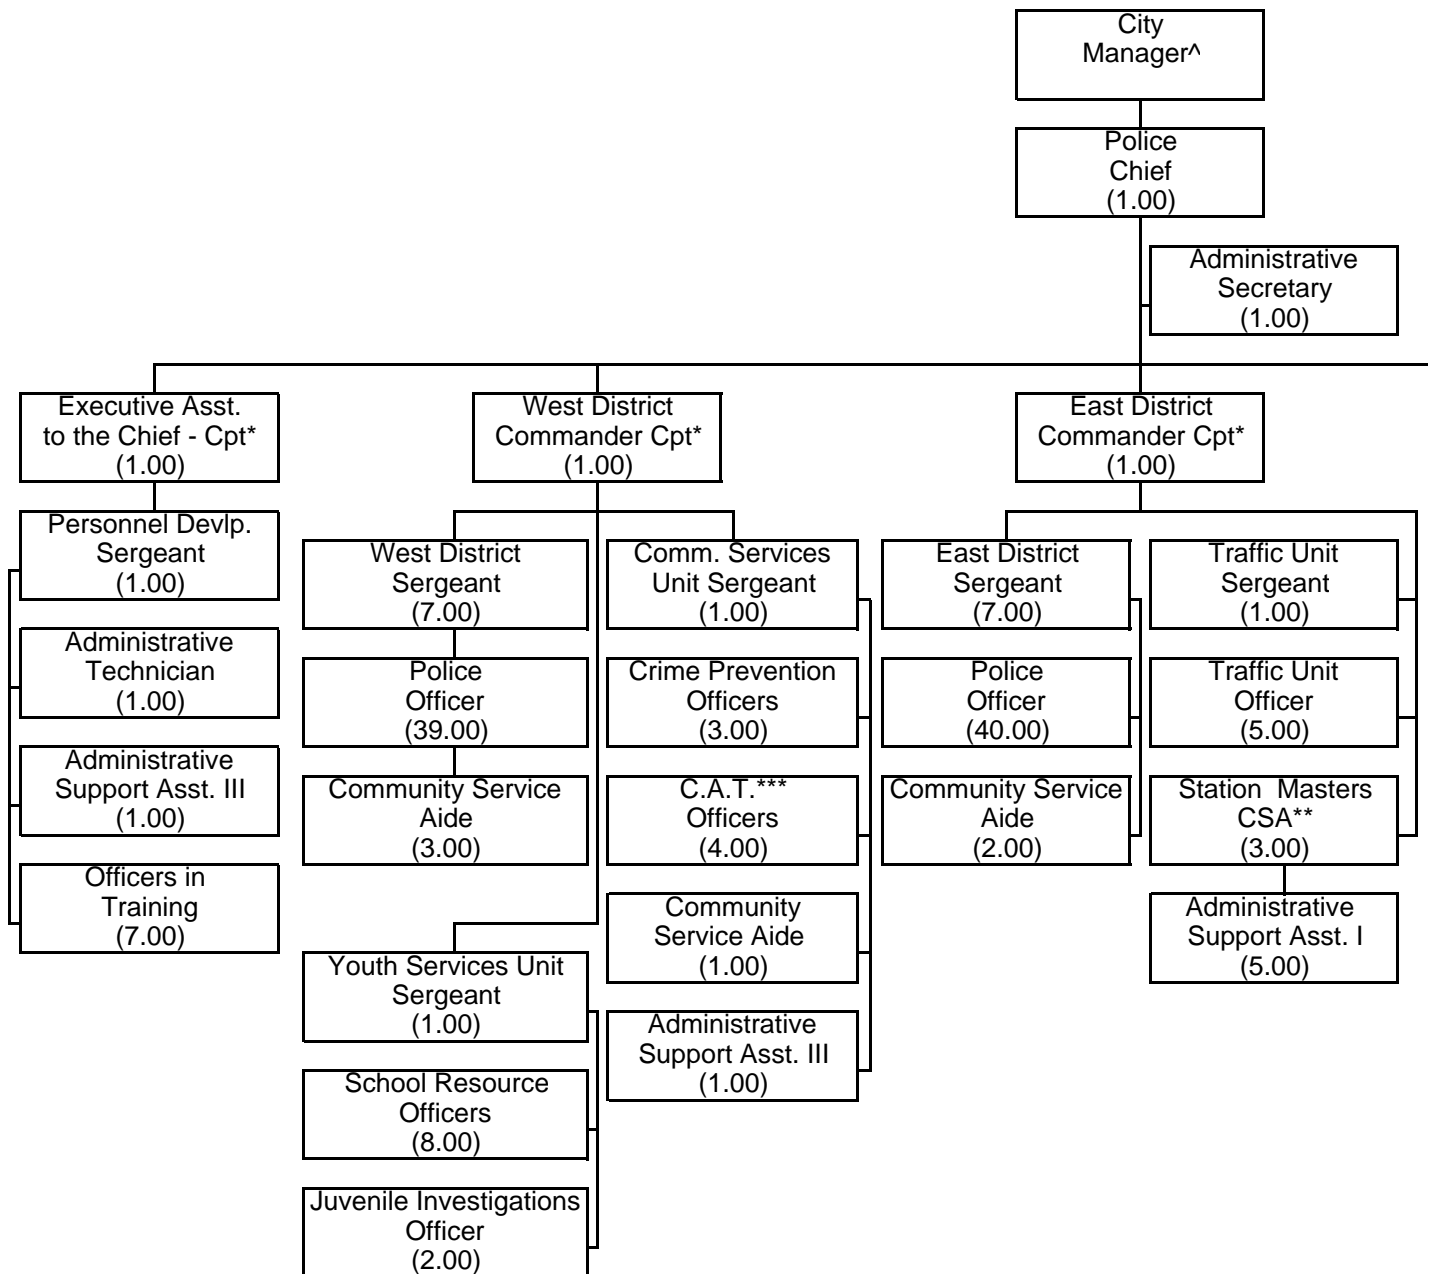 City
Manager^
Police
Chief
(1.00)
Administrative
Secretary
(1.00)
Executive Asst.
to the Chief - Cpt*
(1.00)
West District
Commander Cpt*
(1.00)
East District
Commander Cpt*
(1.00)
Personnel Devlp.
Sergeant
(1.00)
Administrative
Technician
(1.00)
Administrative
Support Asst. III
(1.00)
Officers in
Training
(7.00)
West District
Sergeant
(7.00)
Police
Officer
(39.00)
Community Service
Aide
(3.00)
Youth Services Unit
Sergeant
(1.00)
School Resource
Officers
(8.00)
Juvenile Investigations
Officer
(2.00)
Comm. Services
Unit Sergeant
(1.00)
Crime Prevention
Officers
(3.00)
C.A.T.***
Officers
(4.00)
Community
Service Aide
(1.00)
Administrative
Support Asst. III
(1.00)
East District
Sergeant
(7.00)
Police
Officer
(40.00)
Community Service
Aide
(2.00)
Traffic Unit
Sergeant
(1.00)
Traffic Unit
Officer
(5.00)
Station  Masters
CSA**
(3.00)
Administrative
Support Asst. I
(5.00)